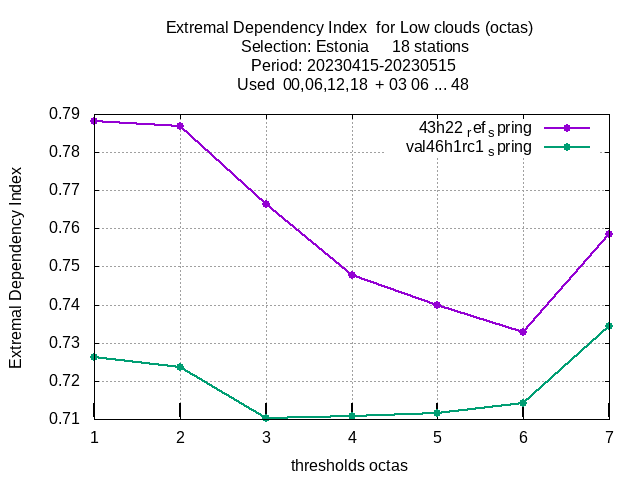 Extremal Dependency Index for Low clouds (octas)
Selection: Estonia 18 stations
Period: 20230415-20230515
Used 00,06,12,18 + 03 06 ... 48
0.79
0.78
0.77
0.76
0.75
0.74
0.73
0.72
0.71
Extremal Dependency Index
43h22 ref spring
val46h1rc1 spring
1 2 3 4 5 6 7
thresholds octas